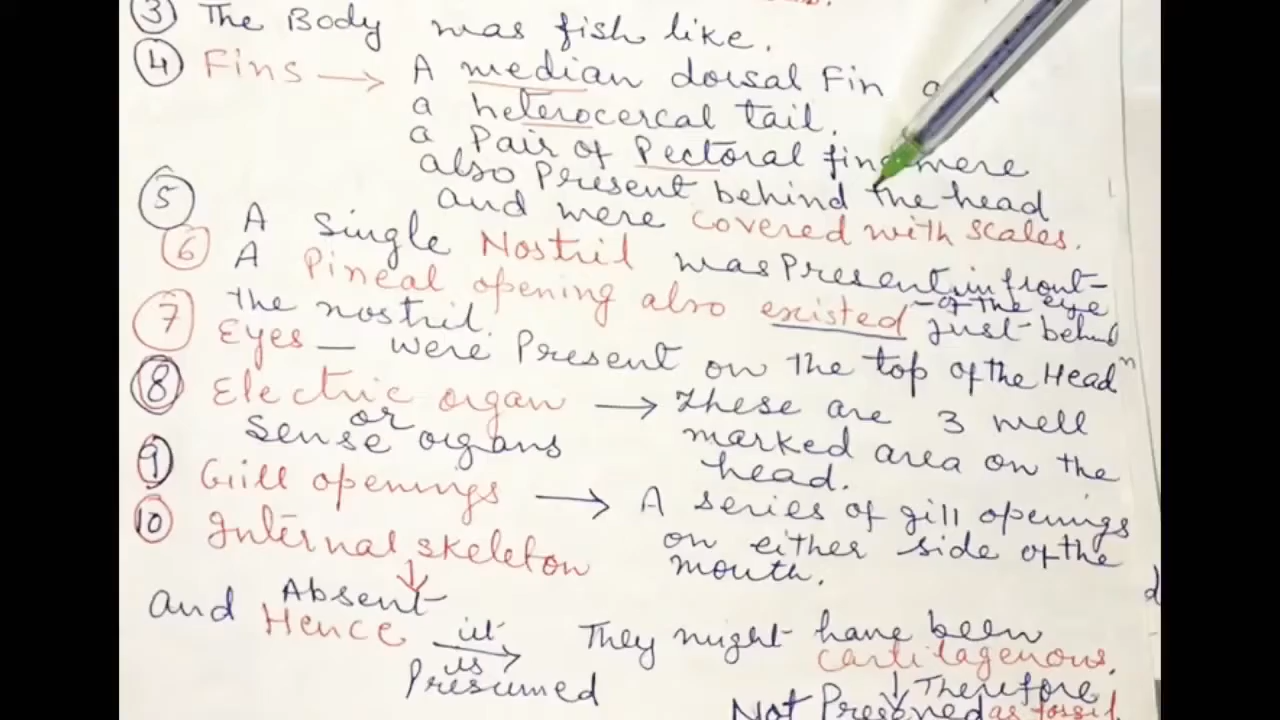 ③ The Body was fish like.
④ Fins → A median dorsal Fin
a heterocercal tail.
a Pair of Pectoral fins were
also Present behind the head
and were covered with scales.
⑤ A single Nostril was Present in front
of the eye
⑥ A Pineal opening also existed just behind
the nostril.
⑦ Eyes — were Present on the top of the Head
⑧ Electric organ → These are 3 well
or
sense organs
marked area on the
head.
⑨ Gill openings → A series of gill openings
on either side of the
mouth.
⑩ Internal skeleton
↓
Absent
and Hence it is Presumed → They might have been
cartilagenous.
↓ Therefore
Not Preserved as fossil.